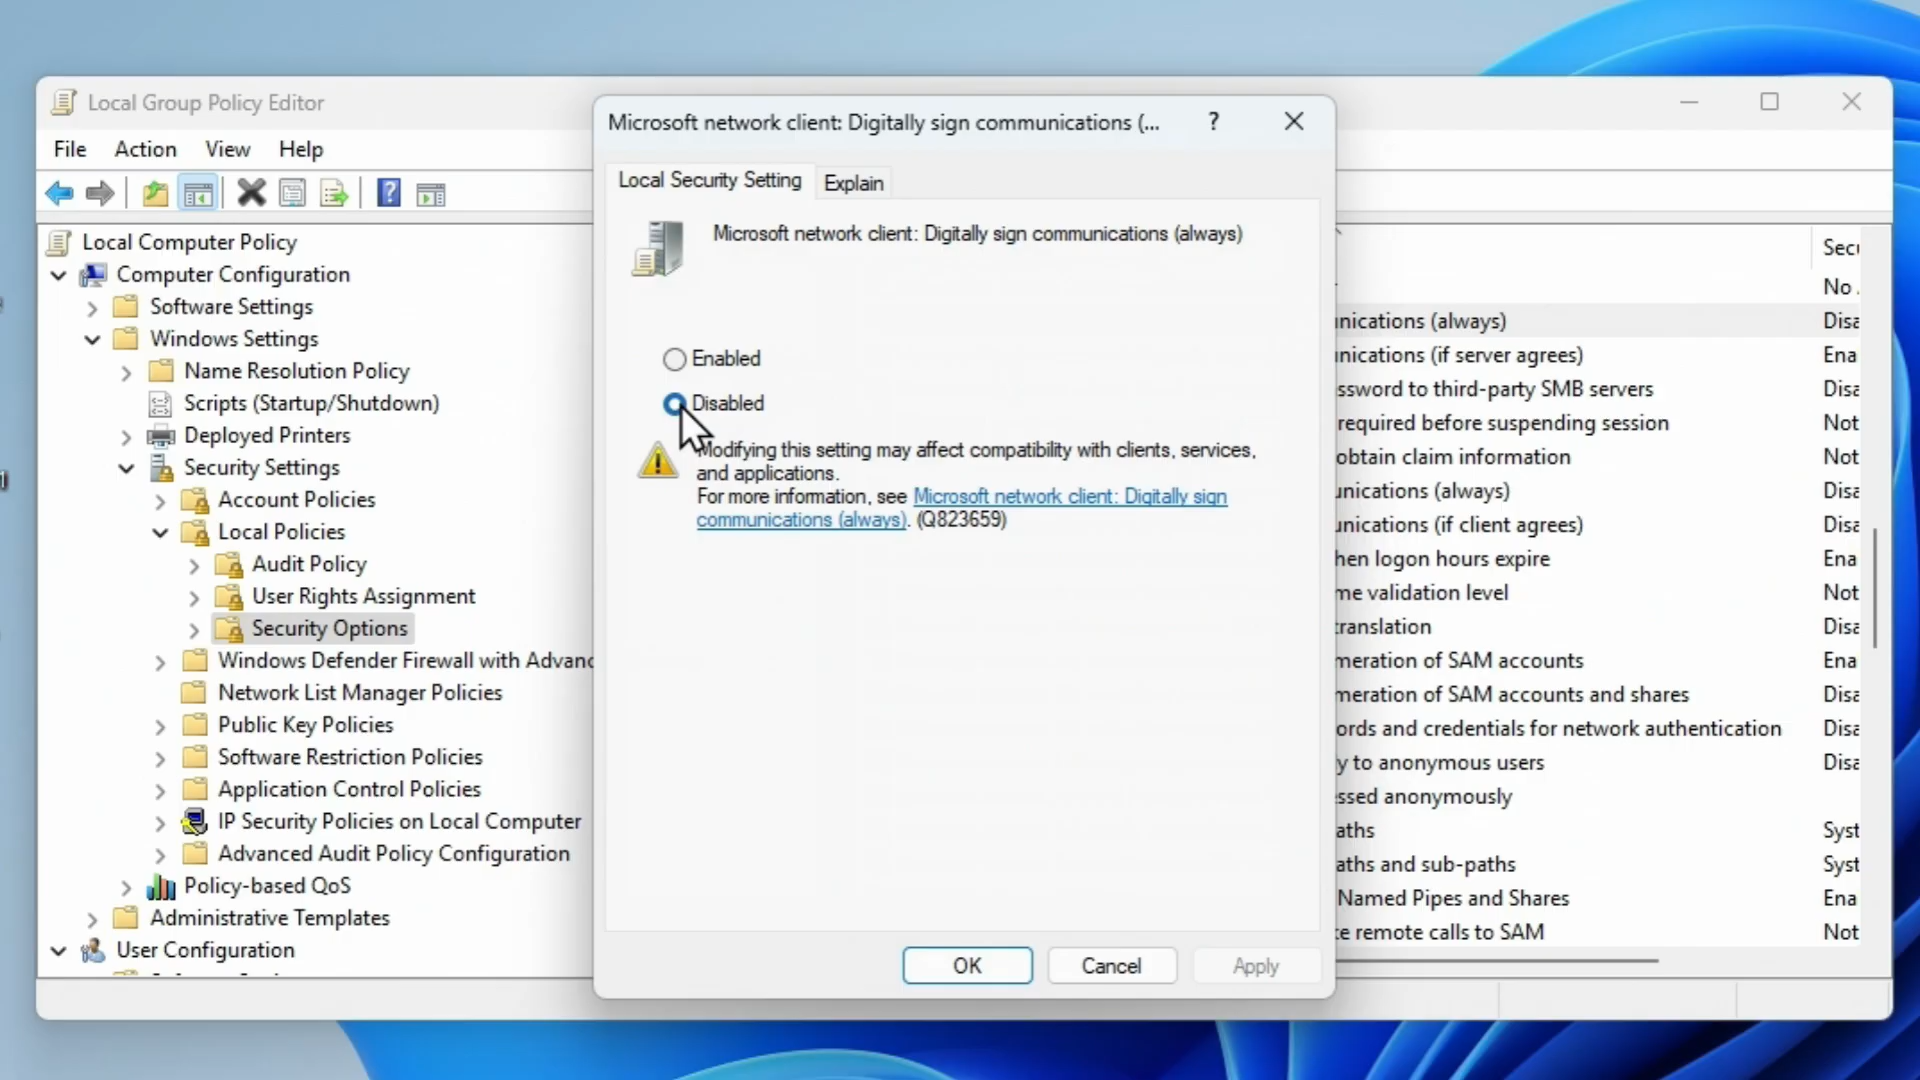 Local Group Policy Editor
File Action View Help
Local Computer Policy
Computer Configuration
Software Settings
Windows Settings
Name Resolution Policy
Scripts (Startup/Shutdown)
Deployed Printers
Security Settings
Account Policies
Local Policies
Audit Policy
User Rights Assignment
Security Options
Windows Defender Firewall with Advanc
Network List Manager Policies
Public Key Policies
Software Restriction Policies
Application Control Policies
IP Security Policies on Local Computer
Advanced Audit Policy Configuration
Policy-based QoS
Administrative Templates
User Configuration
Microsoft network client: Digitally sign communications (...
?
Local Security Setting
Explain
Microsoft network client: Digitally sign communications (always)
Enabled
Disabled
Modifying this setting may affect compatibility with clients, services,
and applications.
For more information, see Microsoft network client: Digitally sign
communications (always). (Q823659)
OK Cancel Apply
Secu
No
nications (always) Disa
nications (if server agrees) Ena
ssword to third-party SMB servers Disa
required before suspending session Not
obtain claim information Not
unications (always) Disa
unications (if client agrees) Disa
hen logon hours expire Ena
me validation level Not
translation Disa
meration of SAM accounts Ena
meration of SAM accounts and shares Disa
ords and credentials for network authentication Disa
y to anonymous users Disa
ssed anonymously
aths Syst
aths and sub-paths Syst
Named Pipes and Shares Ena
te remote calls to SAM Not